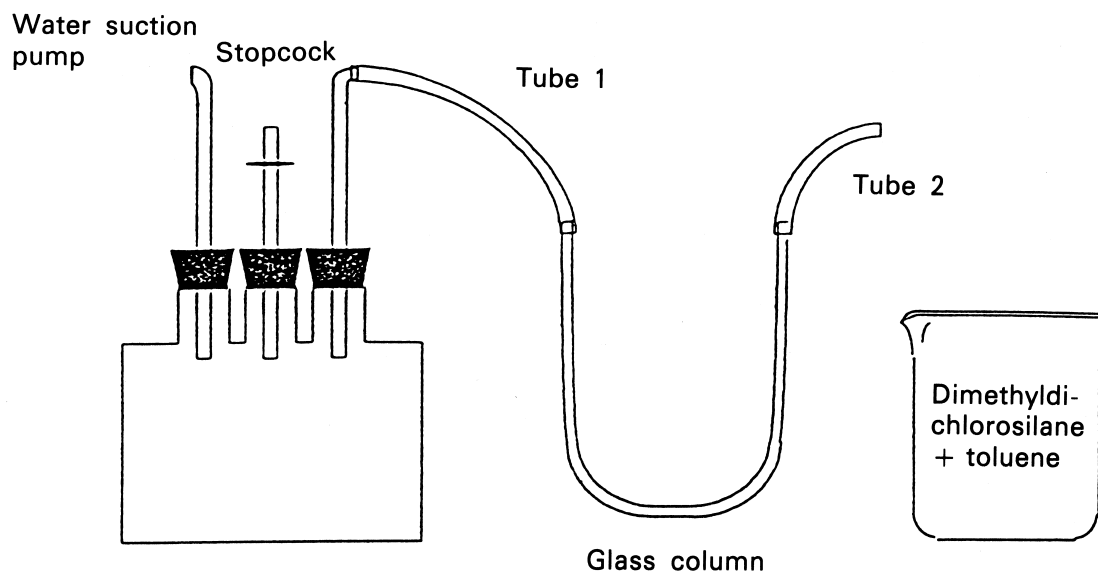 Water suction
pump
Stopcock
Tube 1
Tube 2
Dimethyldi-
chlorosilane
+ toluene
Glass column